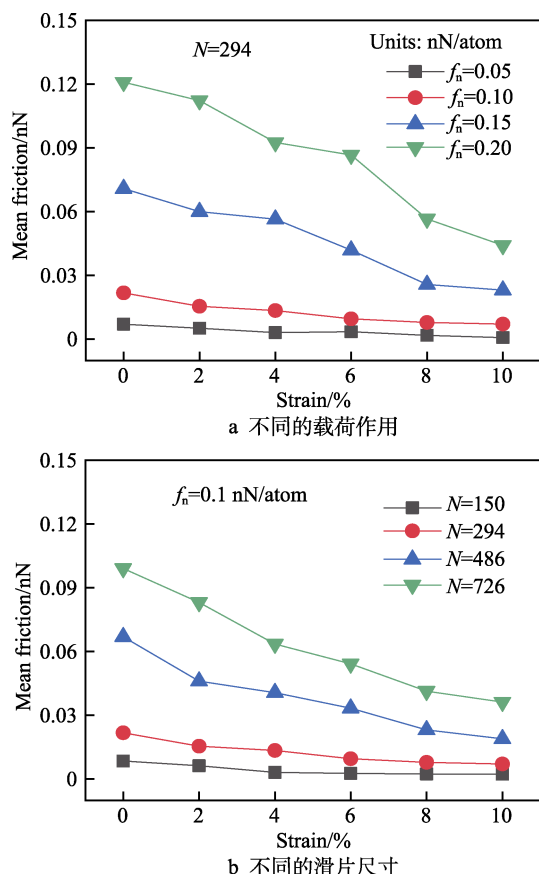 0.15
N=294
Units: nN/atom
fn=0.05
fn=0.10
fn=0.15
fn=0.20
0.12
0.09
0.06
0.03
0
Mean friction/nN
0 2 4 6 8 10
Strain/%
a 不同的载荷作用
0.15
fn=0.1 nN/atom
N=150
N=294
N=486
N=726
0.12
0.09
0.06
0.03
0
Mean friction/nN
0 2 4 6 8 10
Strain/%
b 不同的滑片尺寸